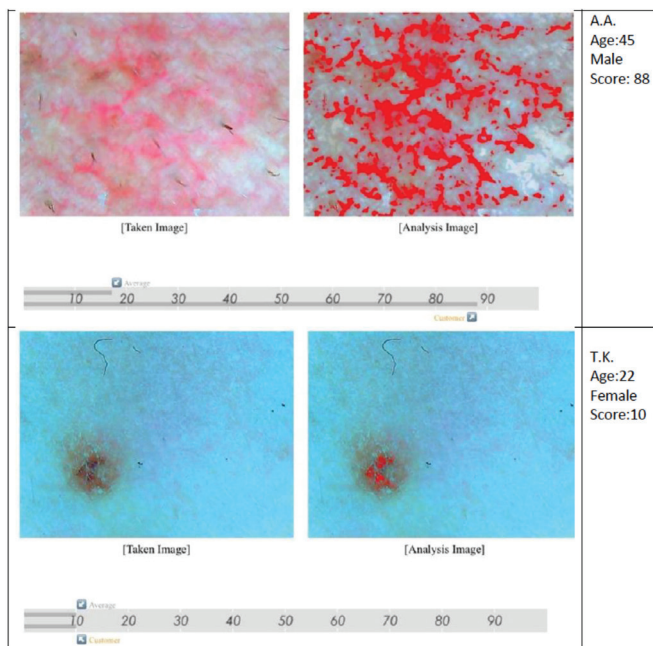 A.A.
Age:45
Male
Score: 88
[Taken Image]
[Analysis Image]
Average
10 20 30 40 50 60 70 80 90
Customer
T.K.
Age:22
Female
Score:10
[Taken Image]
[Analysis Image]
Average
10 20 30 40 50 60 70 80 90
Customer